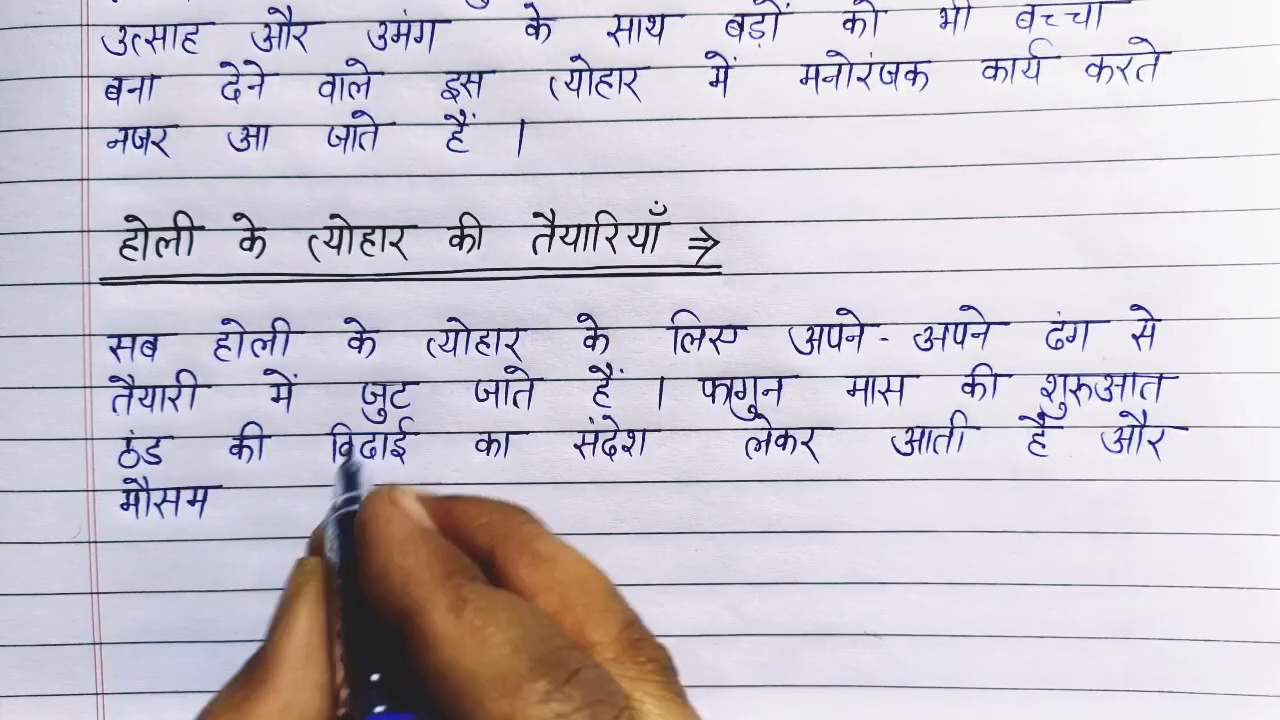 उत्साह और उमंग के साथ बड़ों को भी बच्चा
बना देने वाले इस त्योहार में मनोरंजक कार्य करते
नजर आ जाते हैं ।
होली के त्योहार की तैयारियाँ ⇒
सब होली के त्योहार के लिए अपने-अपने ढंग से
तैयारी में जुट जाते हैं । फागुन मास की शुरुआत
ठंड की विदाई का संदेश लेकर आती है और
मौसम